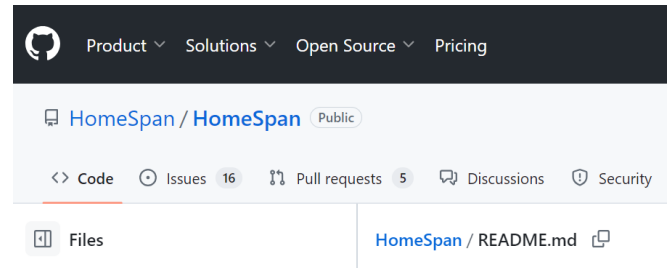 Product Solutions Open Source Pricing
HomeSpan / HomeSpan Public
<> Code Issues 16 Pull requests 5 Discussions Security
Files HomeSpan / README.md